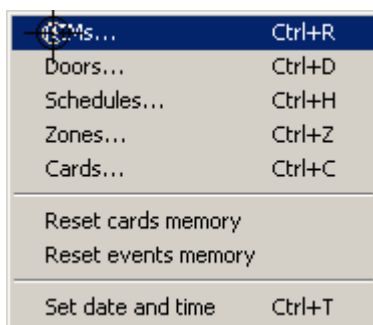 Ms... Ctrl+R
Doors... Ctrl+D
Schedules... Ctrl+H
Zones... Ctrl+Z
Cards... Ctrl+C
Reset cards memory
Reset events memory
Set date and time Ctrl+T